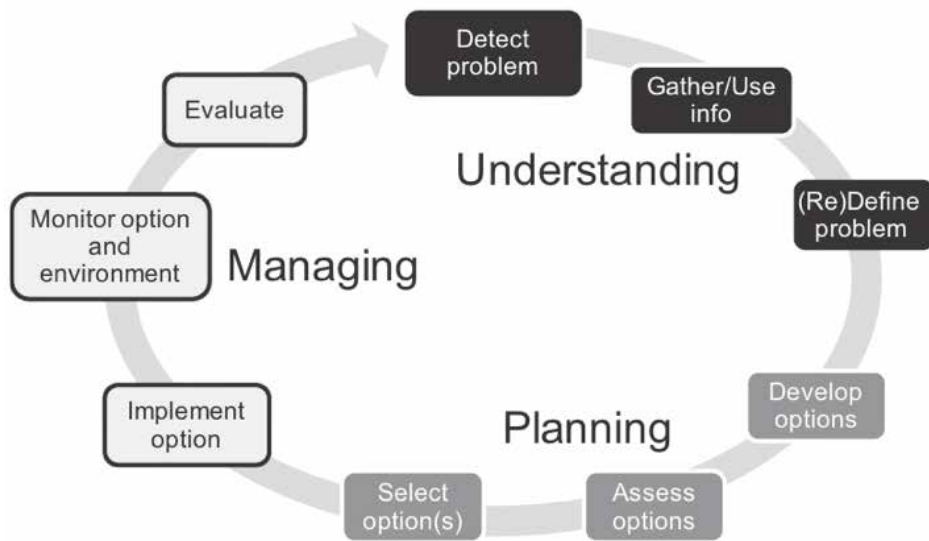 Detect
problem
Gather/Use
info
Understanding
(Re)Define
problem
Develop
options
Planning
Assess
options
Select
option(s)
Implement
option
Managing
Monitor option
and
environment
Evaluate